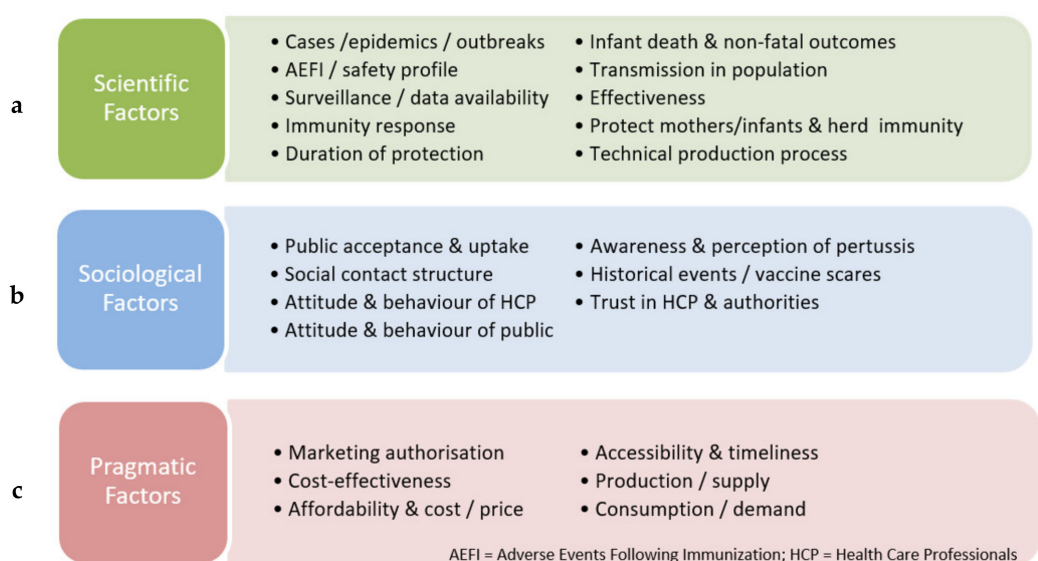 a
Scientific
Factors
• Cases /epidemics / outbreaks
• AEFI / safety profile
• Surveillance / data availability
• Immunity response
• Duration of protection
• Infant death & non-fatal outcomes
• Transmission in population
• Effectiveness
• Protect mothers/infants & herd immunity
• Technical production process
b
Sociological
Factors
• Public acceptance & uptake
• Social contact structure
• Attitude & behaviour of HCP
• Attitude & behaviour of public
• Awareness & perception of pertussis
• Historical events / vaccine scares
• Trust in HCP & authorities
c
Pragmatic
Factors
• Marketing authorisation
• Cost-effectiveness
• Affordability & cost / price
• Accessibility & timeliness
• Production / supply
• Consumption / demand
AEFI = Adverse Events Following Immunization; HCP = Health Care Professionals